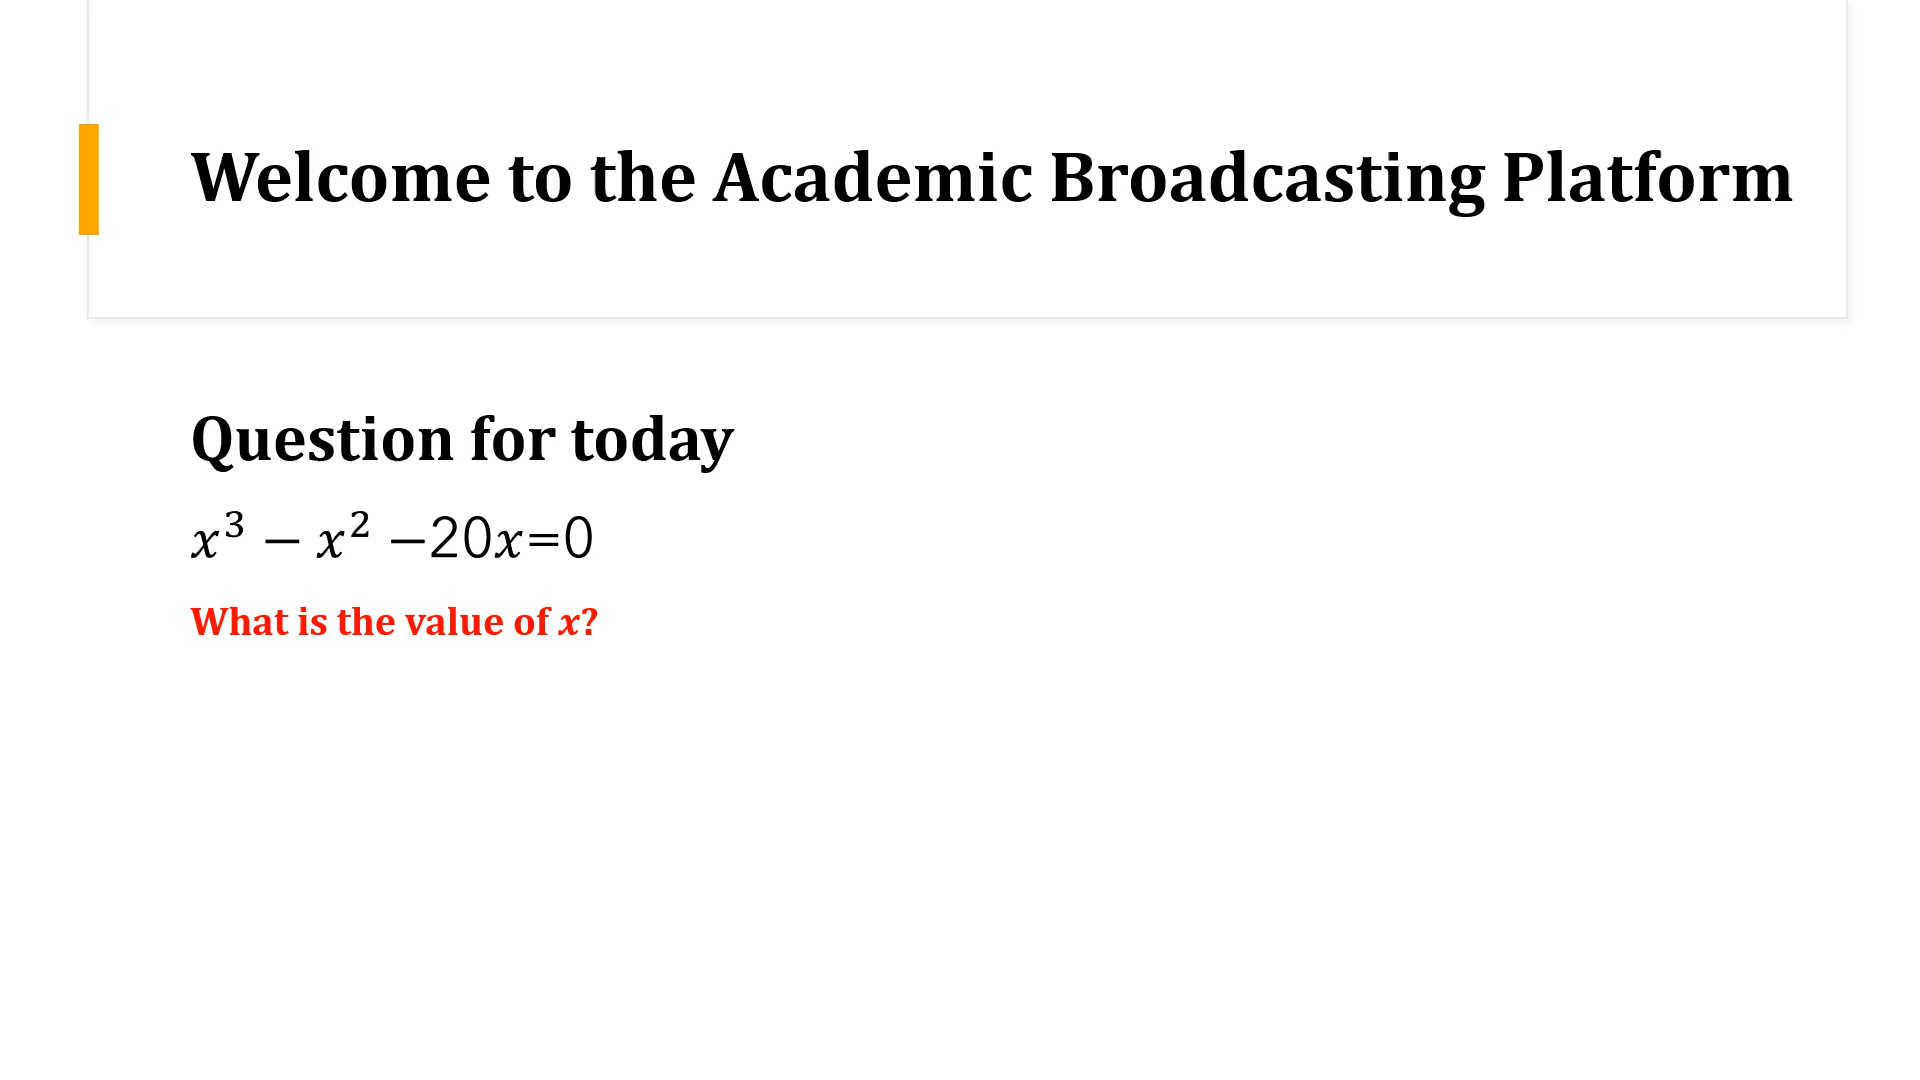 Welcome to the Academic Broadcasting Platform
Question for today
x³ − x² −20x=0
What is the value of x?